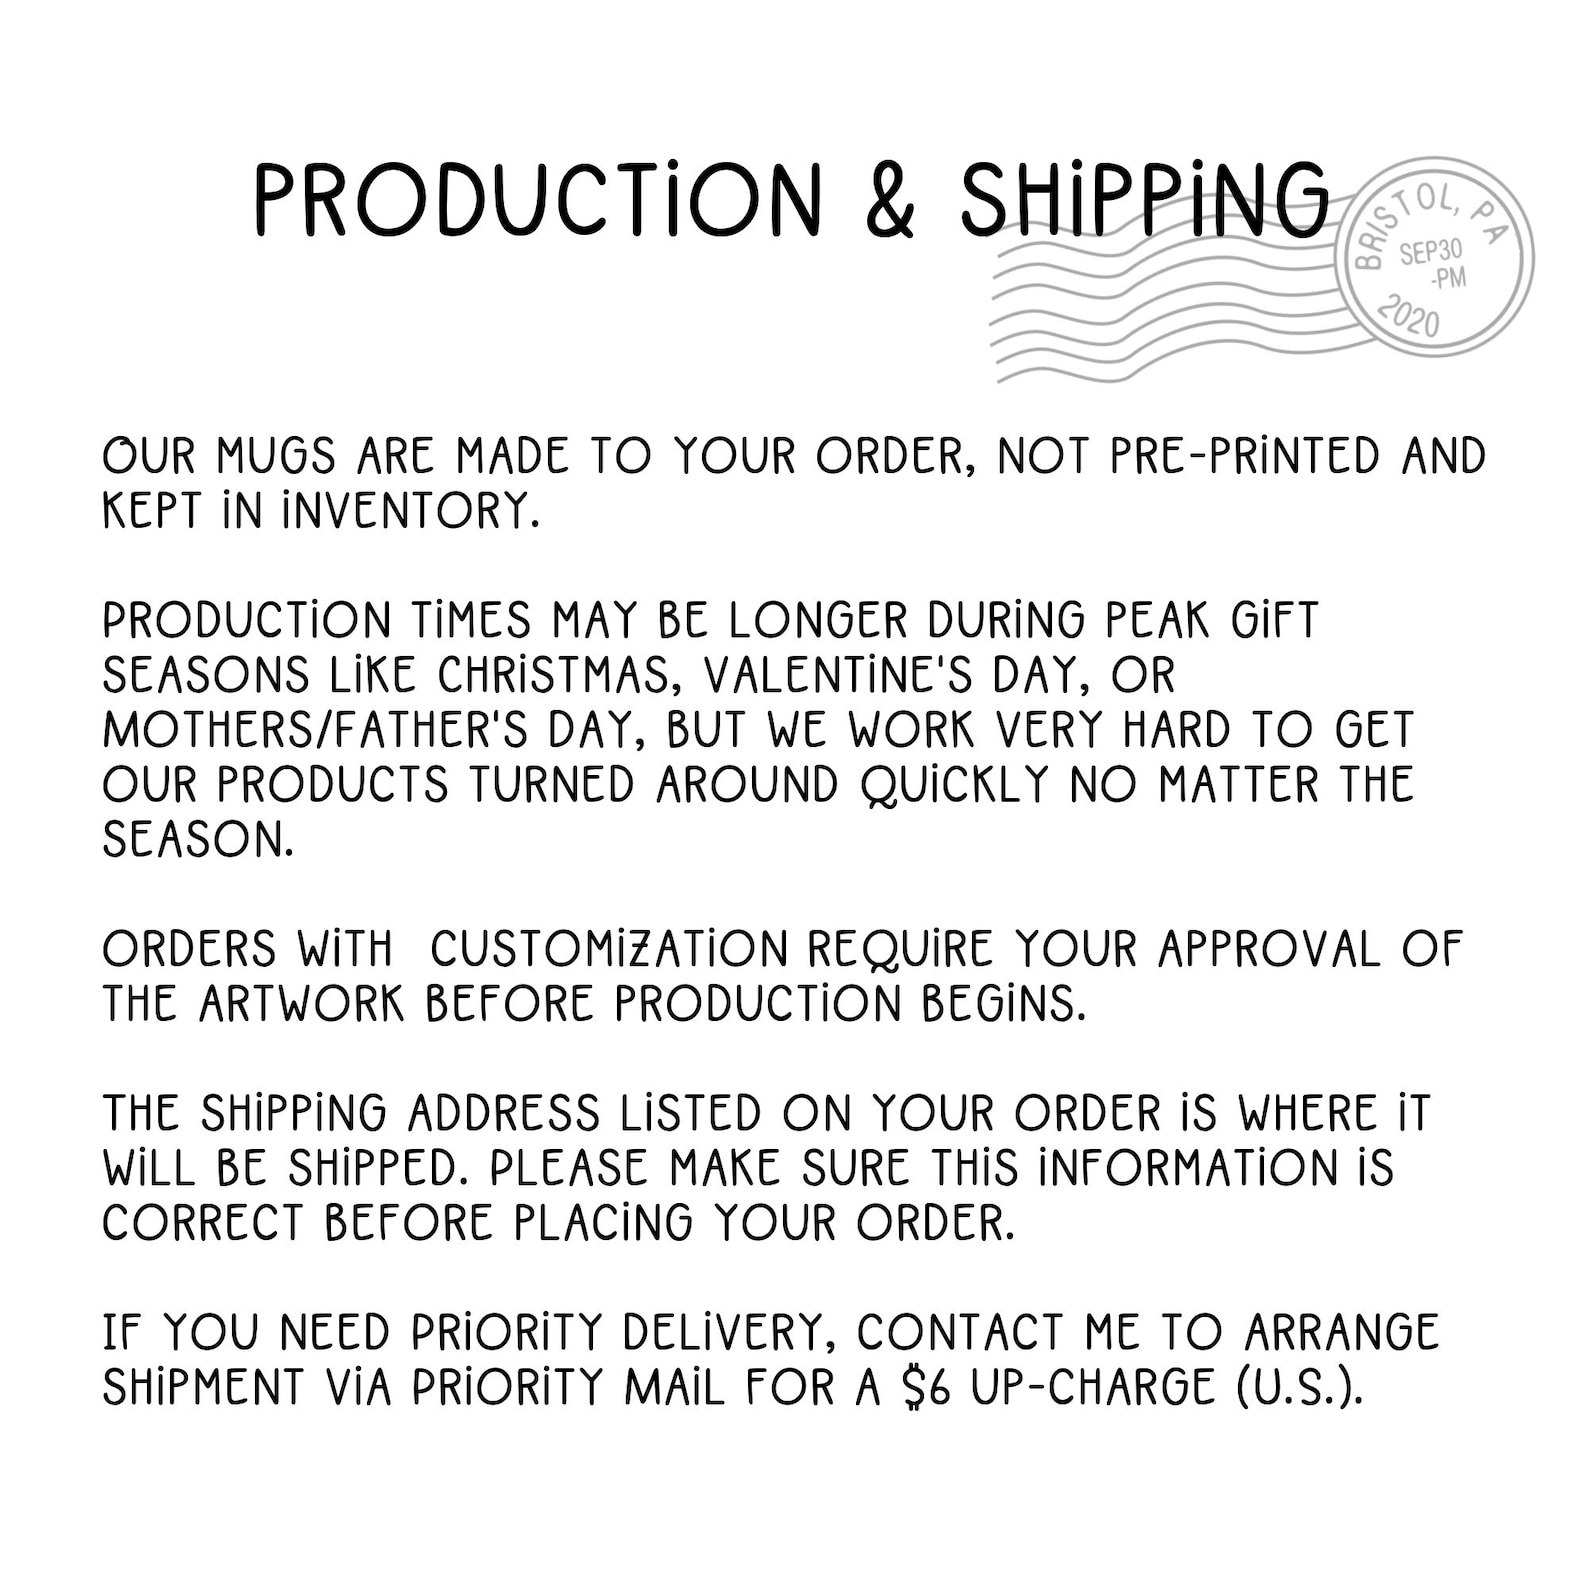 PRODUCTION & SHIPPING
BRISTOL, PA
SEP30
-PM
2020
OUR MUGS ARE MADE TO YOUR ORDER, NOT PRE-PRINTED AND
KEPT IN INVENTORY.
PRODUCTION TIMES MAY BE LONGER DURING PEAK GIFT
SEASONS LIKE CHRISTMAS, VALENTINE'S DAY, OR
MOTHERS/FATHER'S DAY, BUT WE WORK VERY HARD TO GET
OUR PRODUCTS TURNED AROUND QUICKLY NO MATTER THE
SEASON.
ORDERS WITH  CUSTOMIZATION REQUIRE YOUR APPROVAL OF
THE ARTWORK BEFORE PRODUCTION BEGINS.
THE SHIPPING ADDRESS LISTED ON YOUR ORDER IS WHERE IT
WILL BE SHIPPED. PLEASE MAKE SURE THIS INFORMATION IS
CORRECT BEFORE PLACING YOUR ORDER.
IF YOU NEED PRIORITY DELIVERY, CONTACT ME TO ARRANGE
SHIPMENT VIA PRIORITY MAIL FOR A $6 UP-CHARGE (U.S.).